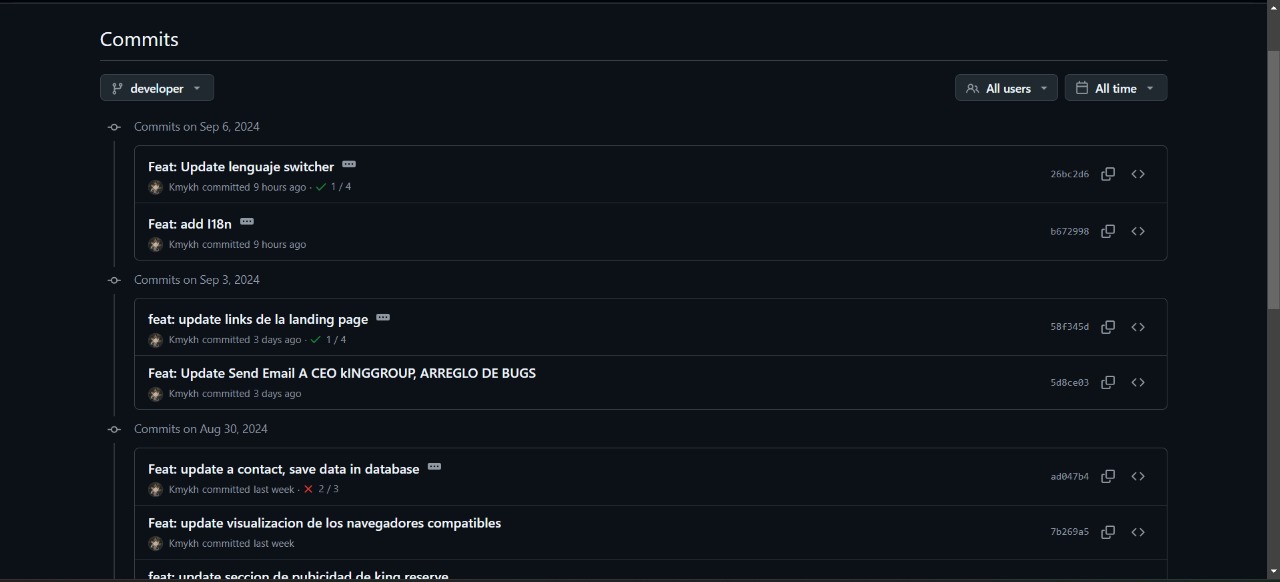 Commits
developer
All users
All time
Commits on Sep 6, 2024
Feat: Update lenguaje switcher
Kmykh committed 9 hours ago · 1 / 4
26bc2d6
Feat: add I18n
Kmykh committed 9 hours ago
b672998
Commits on Sep 3, 2024
feat: update links de la landing page
Kmykh committed 3 days ago · 1 / 4
58f345d
Feat: Update Send Email A CEO kINGGROUP, ARREGLO DE BUGS
Kmykh committed 3 days ago
5d8ce03
Commits on Aug 30, 2024
Feat: update a contact, save data in database
Kmykh committed last week · 2 / 3
ad047b4
Feat: update visualizacion de los navegadores compatibles
Kmykh committed last week
7b269a5
feat: update seccion de pubicidad de king reserve